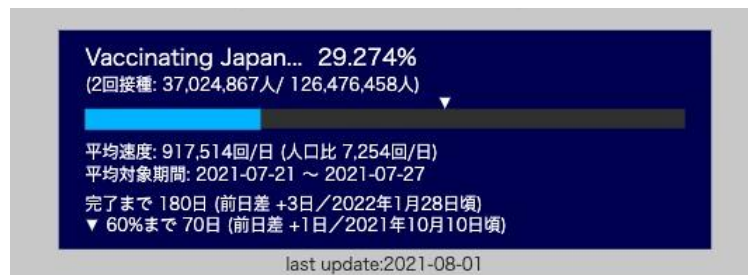 Vaccinating Japan... 29.274%
(2回接種: 37,024,867人/ 126,476,458人)
▼
平均速度: 917,514回/日 (人口比 7,254回/日)
平均対象期間: 2021-07-21 ～ 2021-07-27
完了まで 180日 (前日差 +3日／2022年1月28日頃)
▼ 60%まで 70日 (前日差 +1日／2021年10月10日頃)
last update:2021-08-01